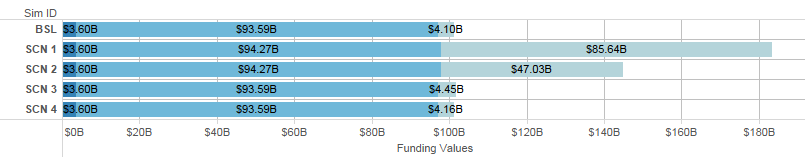 Sim ID
BSL $3.60B $93.59B $4.10B
SCN 1 $3.60B $94.27B $85.64B
SCN 2 $3.60B $94.27B $47.03B
SCN 3 $3.60B $93.59B $4.45B
SCN 4 $3.60B $93.59B $4.16B
$0B $20B $40B $60B $80B $100B $120B $140B $160B $180B
Funding Values